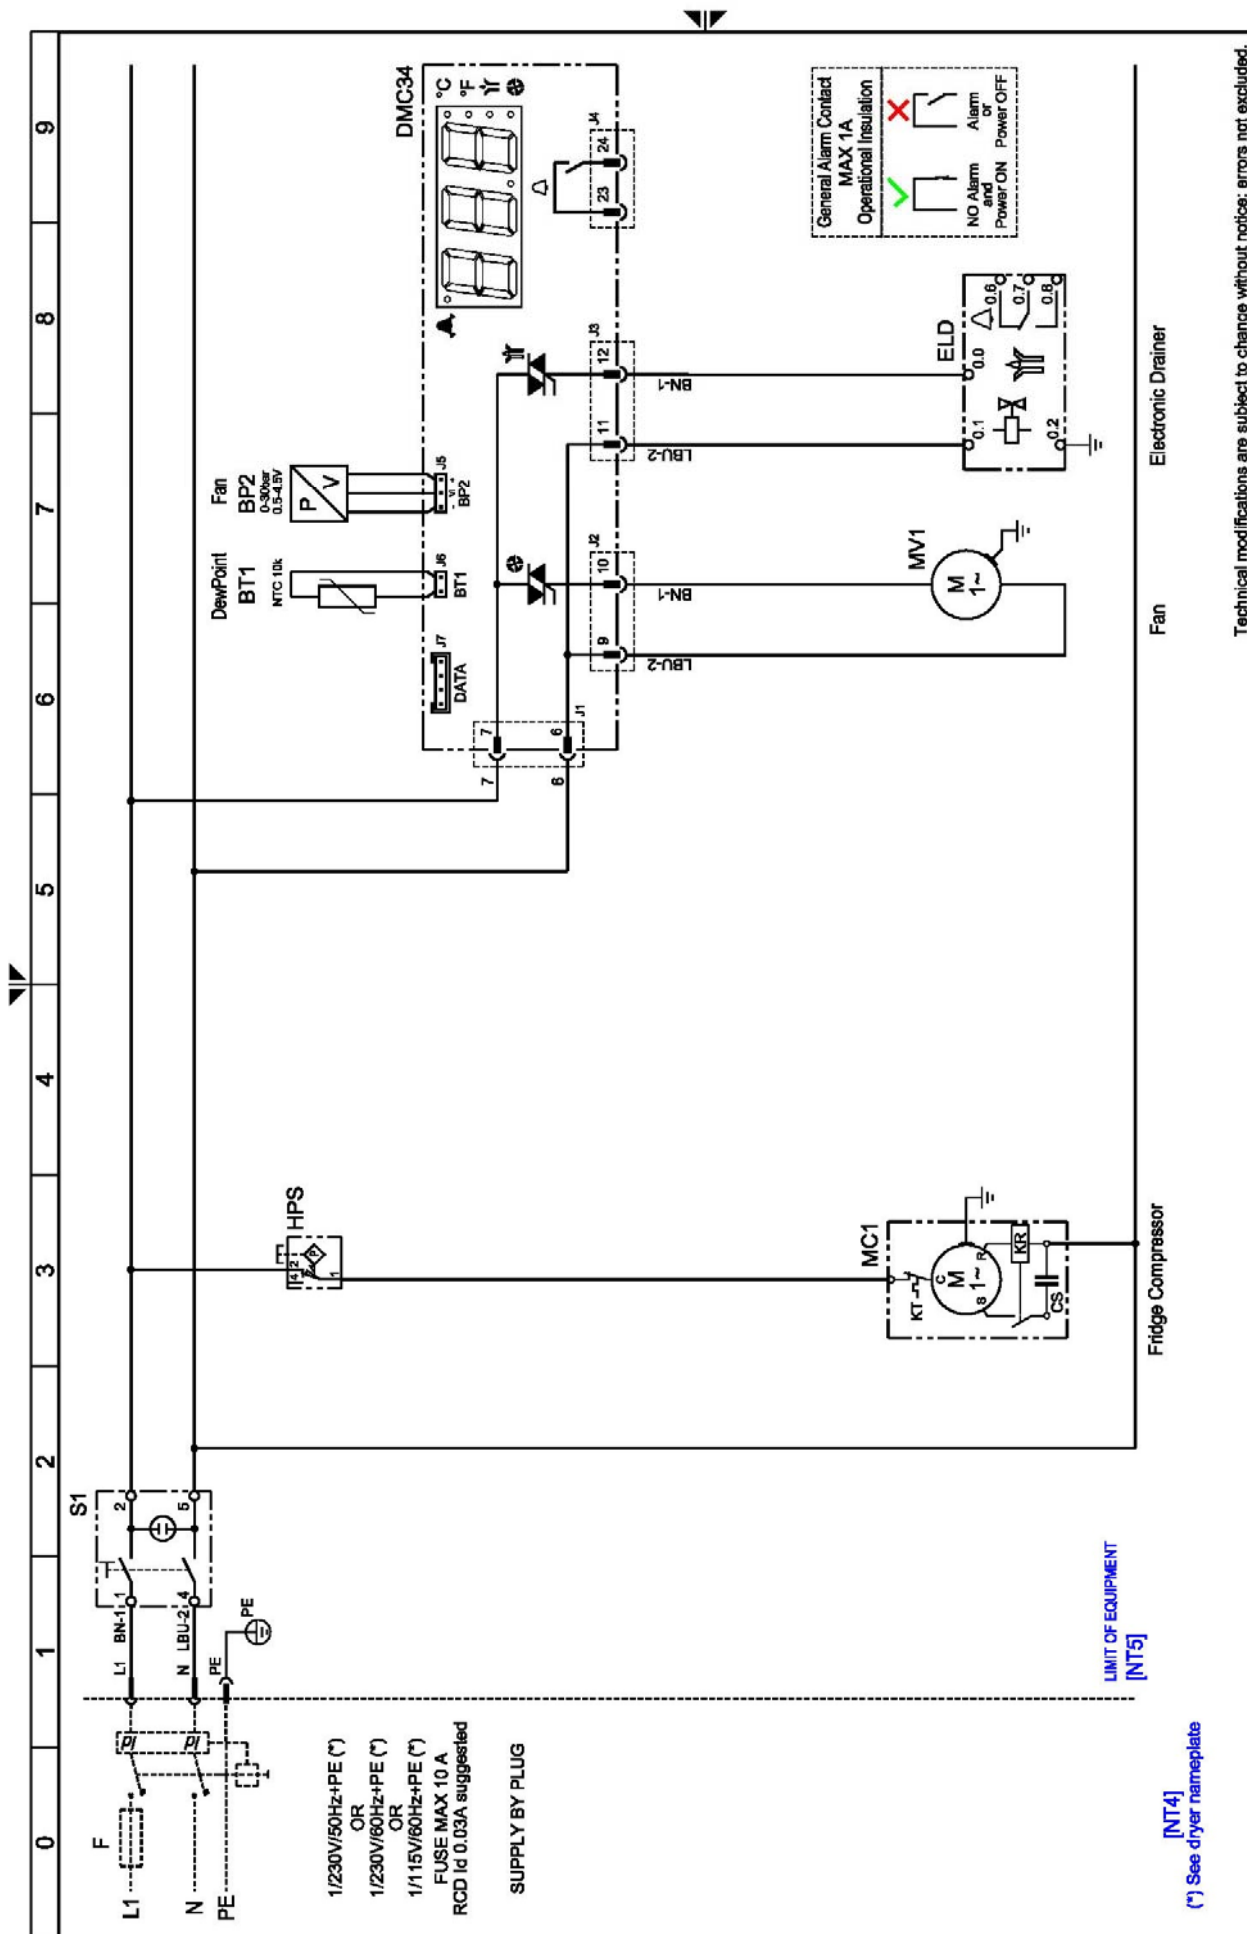 0 1 2 3 4 5 6 7 8 9
F
L1
N
PE
Id
Id
L1 BN-1 1
N LBU-2 4
PE
PE
S1
2
5
1/230V/50Hz+PE (*)
OR
1/230V/60Hz+PE (*)
OR
1/115V/60Hz+PE (*)
FUSE MAX 10 A
RCD Id 0.03A suggested
SUPPLY BY PLUG
LIMIT OF EQUIPMENT
[NT5]
[NT4]
(*) See dryer nameplate
HPS
4 2
P
1
MC1
KT
C
M
1~
S
R
KR
CS
Fridge Compressor
DewPoint
BT1
NTC 10k
Fan
BP2
0-30bar
0.5-4.5V
P
V
DMC34
°C
°F
J7
DATA
J6
BT1
J5
- Vi +
BP2
7
7
6
6
J1
9
10
J2
11
12
J3
23
24
J4
LBU-2
BN-1
LBU-2
BN-1
MV1
M
1~
Fan
ELD
0.1
0.0
0.2
0.6
0.7
0.8
Electronic Drainer
General Alarm Contact
MAX 1A
Operational Insulation
NO Alarm
and
Power ON
Alarm
or
Power OFF
Technical modifications are subject to change without notice; errors not excluded.